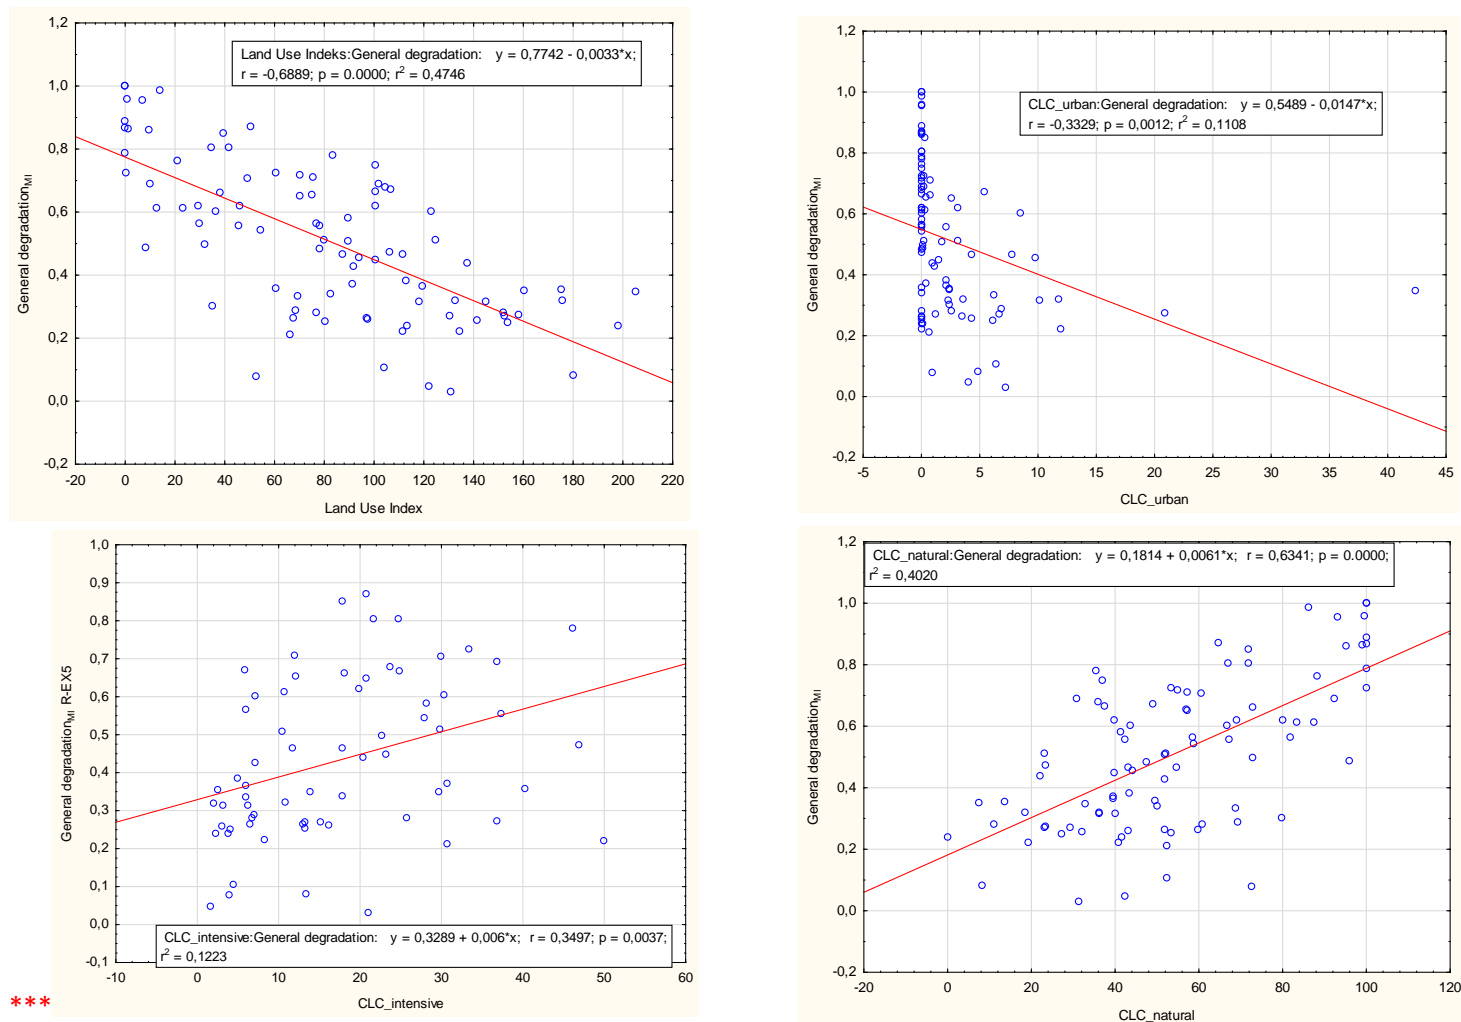 Land Use Indeks:General degradation: y = 0,7742 - 0,0033*x;
r = -0,6889; p = 0.0000; r² = 0,4746
1,2
1,0
0,8
0,6
0,4
0,2
0,0
-0,2
General degradation_MI
-20 0 20 40 60 80 100 120 140 160 180 200 220
Land Use Index
CLC_urban:General degradation: y = 0,5489 - 0,0147*x;
r = -0,3329; p = 0,0012; r² = 0,1108
1,2
1,0
0,8
0,6
0,4
0,2
0,0
-0,2
General degradation_MI
-5 0 5 10 15 20 25 30 35 40 45
CLC_urban
1,0
0,9
0,8
0,7
0,6
0,5
0,4
0,3
0,2
0,1
0,0
-0,1
General degradation_MI R-EX5
CLC_intensive:General degradation: y = 0,3289 + 0,006*x; r = 0,3497; p = 0,0037;
r² = 0,1223
-10 0 10 20 30 40 50 60
CLC_intensive
***
CLC_natural:General degradation: y = 0,1814 + 0,0061*x; r = 0,6341; p = 0.0000;
r² = 0,4020
1,2
1,0
0,8
0,6
0,4
0,2
0,0
-0,2
General degradation_MI
-20 0 20 40 60 80 100 120
CLC_natural